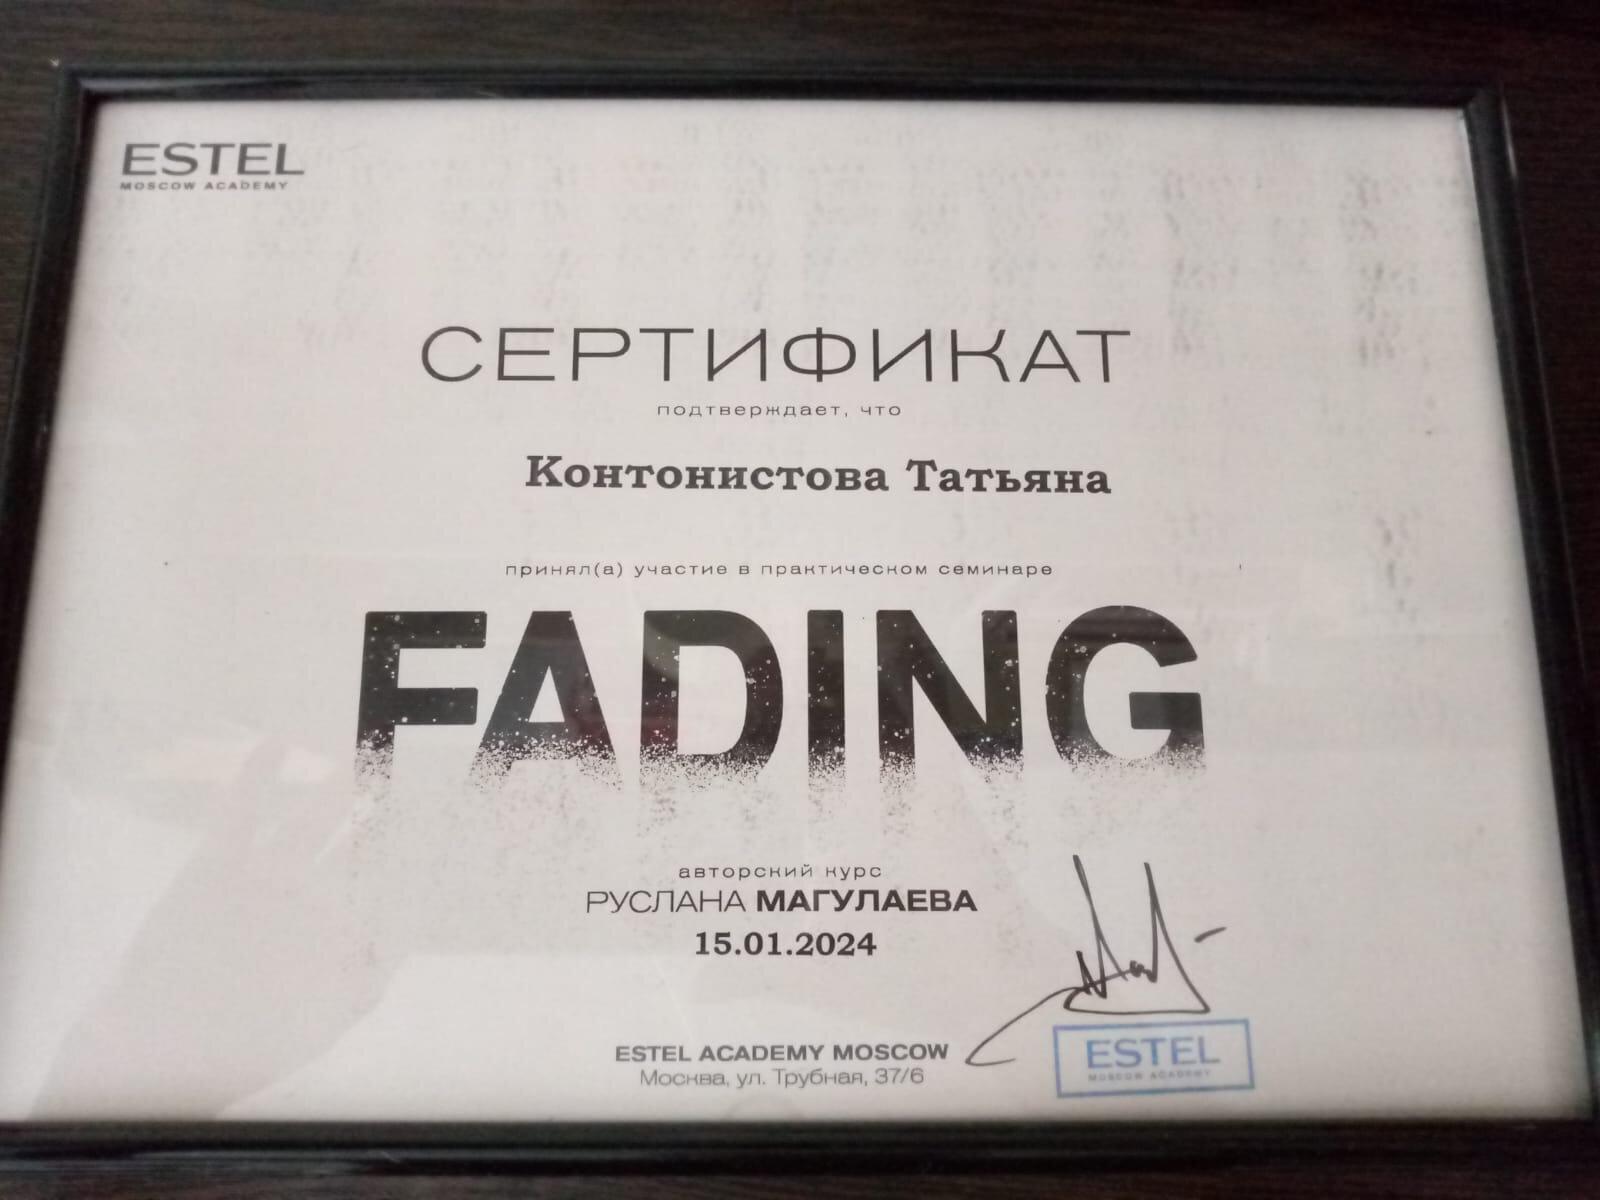 ESTEL
MOSCOW ACADEMY
СЕРТИФИКАТ
подтверждает, что
Контонистова Татьяна
принял(а) участие в практическом семинаре
FADING
авторский курс
РУСЛАНА МАГУЛАЕВА
15.01.2024
ESTEL ACADEMY MOSCOW
Москва, ул. Трубная, 37/6
ESTEL
MOSCOW ACADEMY